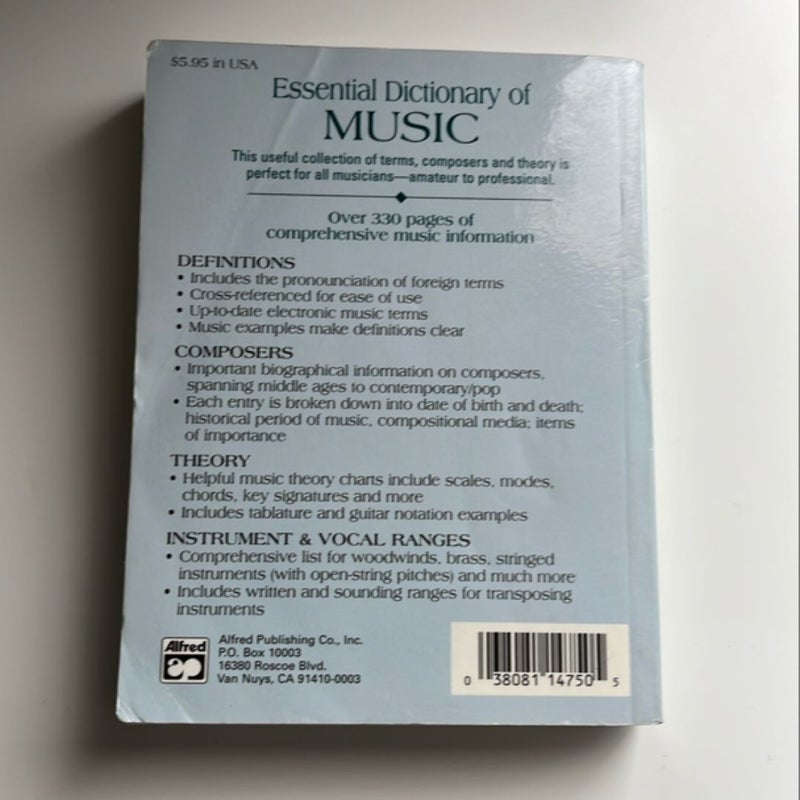 $5.95 in USA
Essential Dictionary of
MUSIC
This useful collection of terms, composers and theory is
perfect for all musicians—amateur to professional.
Over 330 pages of
comprehensive music information
DEFINITIONS
• Includes the pronounciation of foreign terms
• Cross-referenced for ease of use
• Up-to-date electronic music terms
• Music examples make definitions clear
COMPOSERS
• Important biographical information on composers,
spanning middle ages to contemporary/pop
• Each entry is broken down into date of birth and death;
historical period of music, compositional media; items
of importance
THEORY
• Helpful music theory charts include scales, modes,
chords, key signatures and more
• Includes tablature and guitar notation examples
INSTRUMENT & VOCAL RANGES
• Comprehensive list for woodwinds, brass, stringed
instruments (with open-string pitches) and much more
• Includes written and sounding ranges for transposing
instruments
Alfred
Alfred Publishing Co., Inc.
P.O. Box 10003
16380 Roscoe Blvd.
Van Nuys, CA 91410-0003
0 38081 14750 5